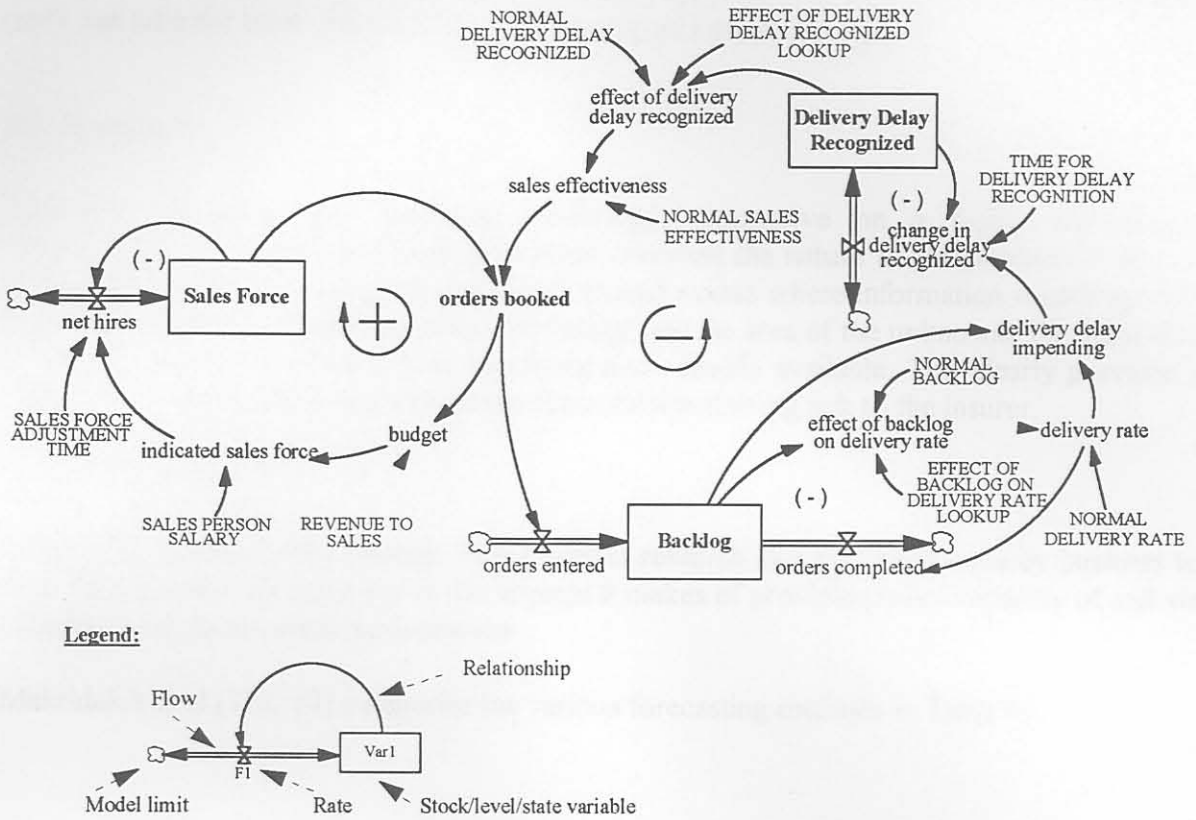 NORMAL
DELIVERY DELAY
RECOGNIZED
EFFECT OF DELIVERY
DELAY RECOGNIZED
LOOKUP
effect of delivery
delay recognized
Delivery Delay
Recognized
TIME FOR
DELIVERY DELAY
RECOGNITION
sales effectiveness
NORMAL SALES
EFFECTIVENESS
(-)
change in
delivery delay
recognized
(-)
Sales Force
net hires
+
orders booked
−
delivery delay
impending
NORMAL
BACKLOG
SALES FORCE
ADJUSTMENT
TIME
indicated sales force
budget
effect of backlog
on delivery rate
delivery rate
SALES PERSON
SALARY
REVENUE TO
SALES
(-)
EFFECT OF
BACKLOG ON
DELIVERY RATE
LOOKUP
NORMAL
DELIVERY RATE
orders entered
Backlog
orders completed
Legend:
Relationship
Flow
Var1
F1
Model limit
Rate
Stock/level/state variable